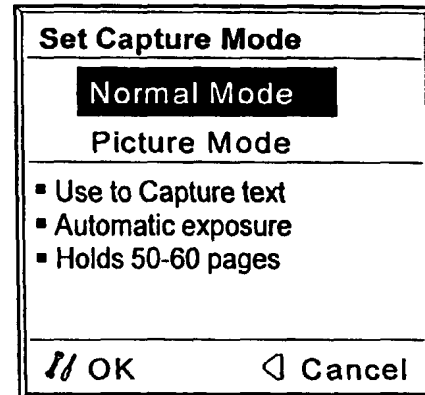 Set Capture Mode
Normal Mode
Picture Mode
▪ Use to Capture text
▪ Automatic exposure
▪ Holds 50-60 pages
OK Cancel